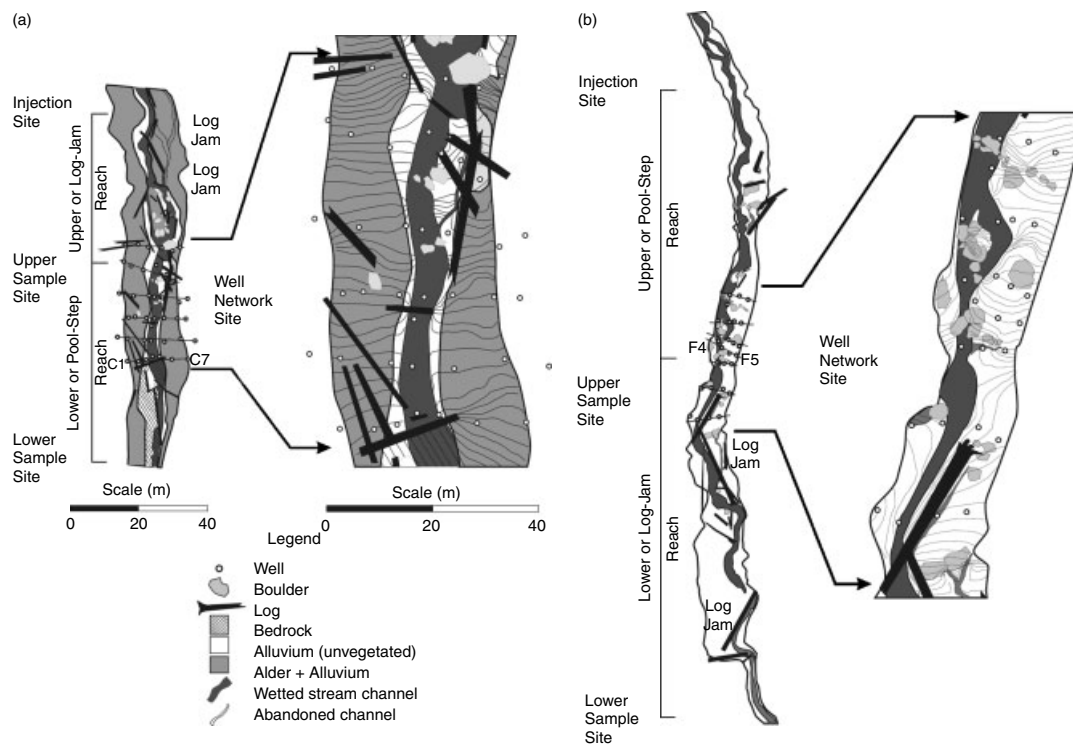 (a)
Injection
Site
Upper or Log-Jam
Reach
Log
Jam
Log
Jam
Upper
Sample
Site
Well
Network
Site
Lower or Pool-Step
Reach
C1
C7
Lower
Sample
Site
Scale (m)
0
20
40
Scale (m)
0
20
40
Legend
Well
Boulder
Log
Bedrock
Alluvium (unvegetated)
Alder + Alluvium
Wetted stream channel
Abandoned channel
(b)
Injection
Site
Upper or Pool-Step
Reach
Well
Network
Site
F4
F5
Upper
Sample
Site
Log
Jam
Lower or Log-Jam
Reach
Log
Jam
Lower
Sample
Site